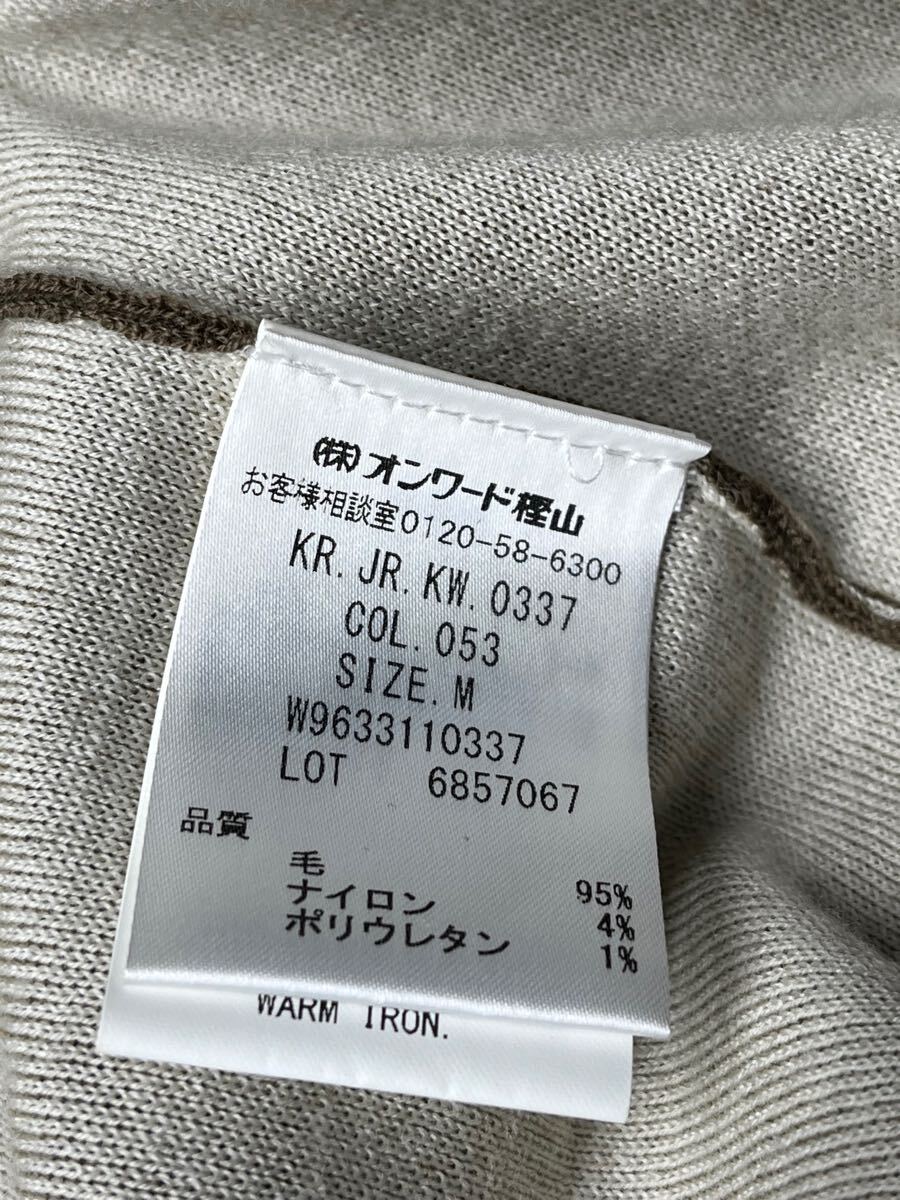 (株)オンワード樫山
お客様相談室0120-58-6300
KR.JR.KW.0337
COL.053
SIZE.M
W9633110337
LOT 6857067
品質
毛 95%
ナイロン 4%
ポリウレタン 1%
WARM IRON.